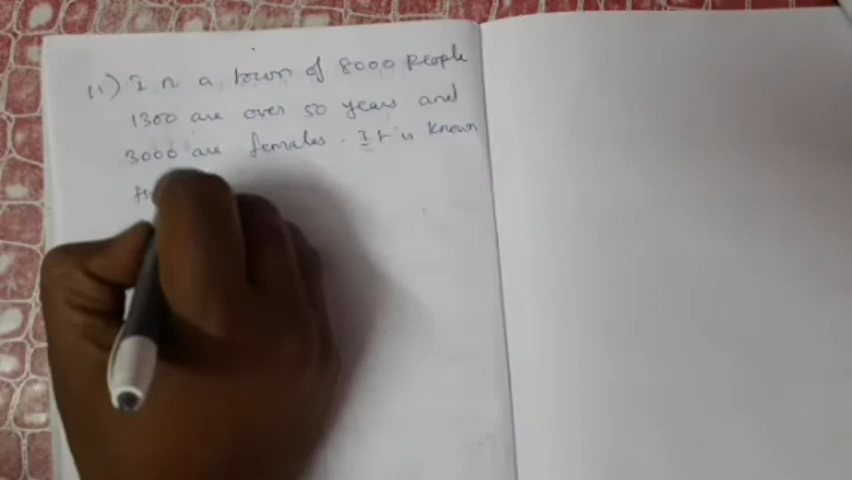 11) In a town of 8000 people
1300 are over 50 years and
3000 are females. It is known